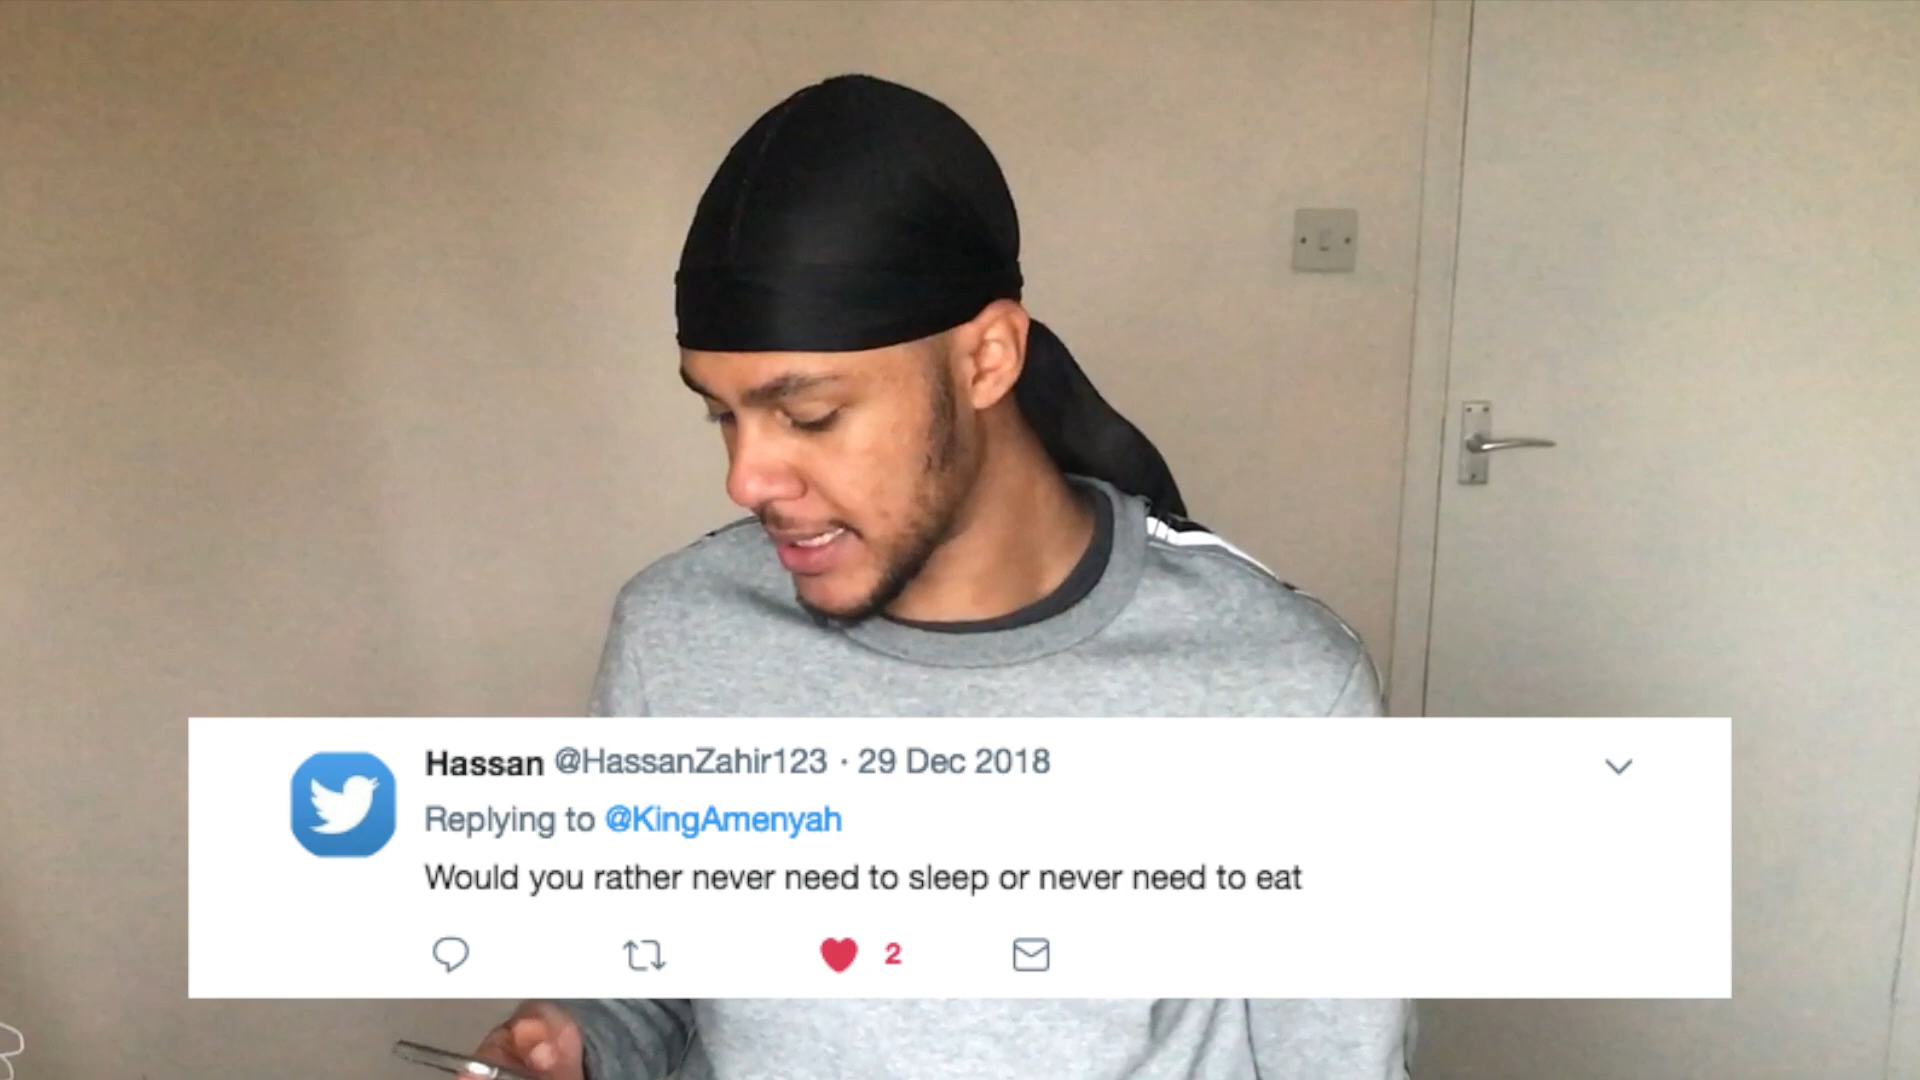 Hassan @HassanZahir123 · 29 Dec 2018
Replying to @KingAmenyah
Would you rather never need to sleep or never need to eat
2